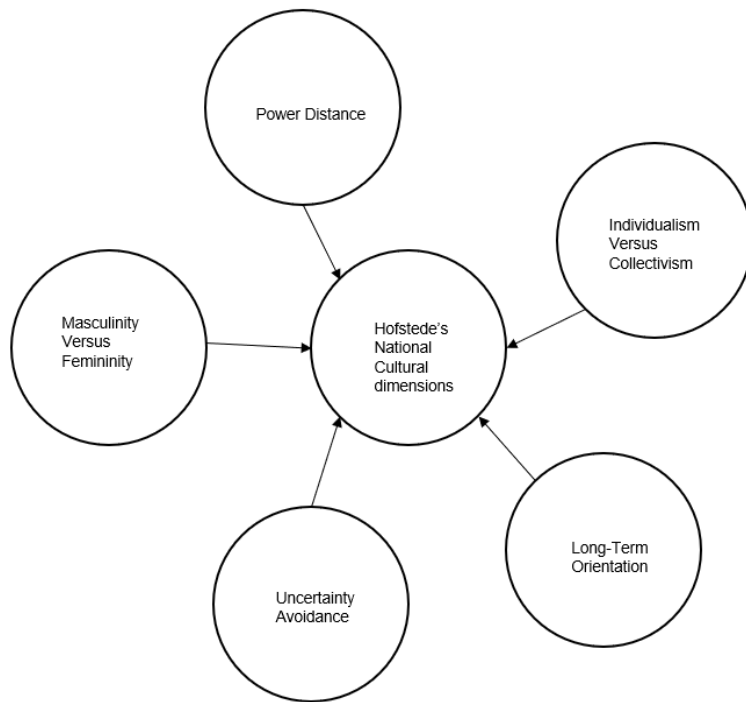 Power Distance
Individualism
Versus
Collectivism
Masculinity
Versus
Femininity
Hofstede’s
National
Cultural
dimensions
Long-Term
Orientation
Uncertainty
Avoidance